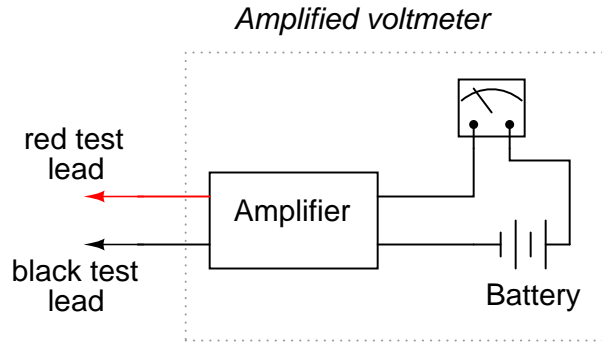 Amplified voltmeter
red test
lead
Amplifier
black test
lead
Battery